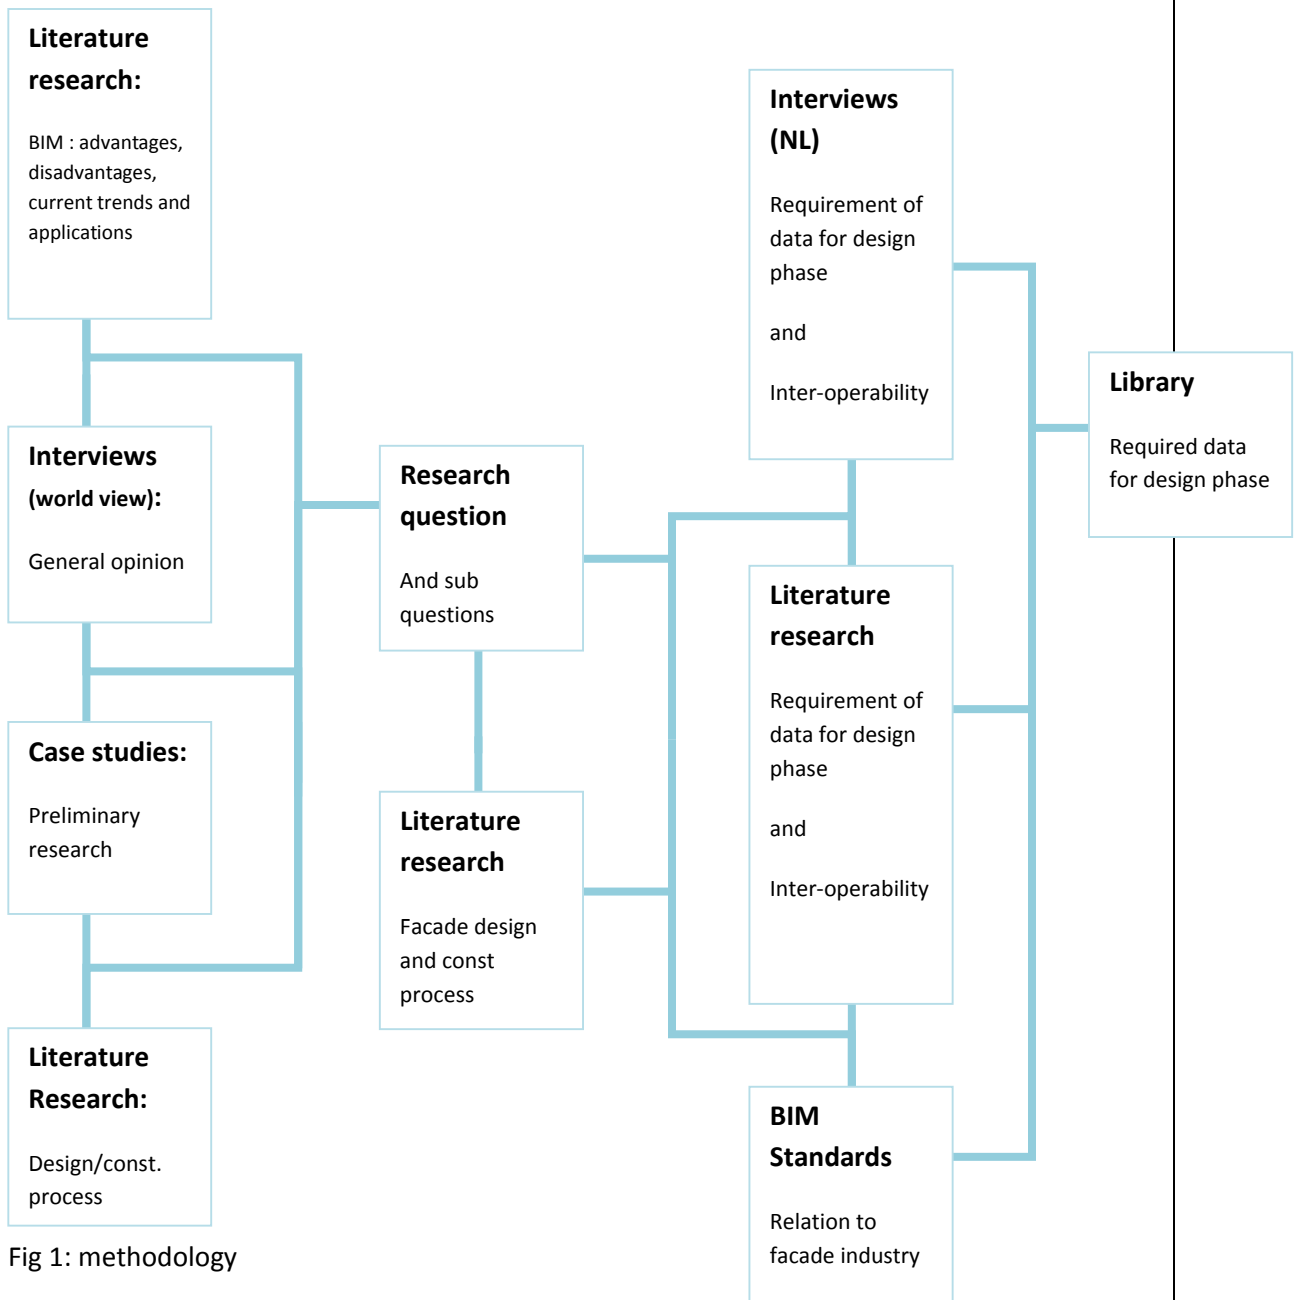 Literature
research:
BIM : advantages,
disadvantages,
current trends and
applications
Interviews
(world view):
General opinion
Case studies:
Preliminary
research
Literature
Research:
Design/const.
process
Research
question
And sub
questions
Literature
research
Facade design
and const
process
Interviews
(NL)
Requirement of
data for design
phase
and
Inter-operability
Literature
research
Requirement of
data for design
phase
and
Inter-operability
BIM
Standards
Relation to
facade industry
Library
Required data
for design phase
Fig 1: methodology